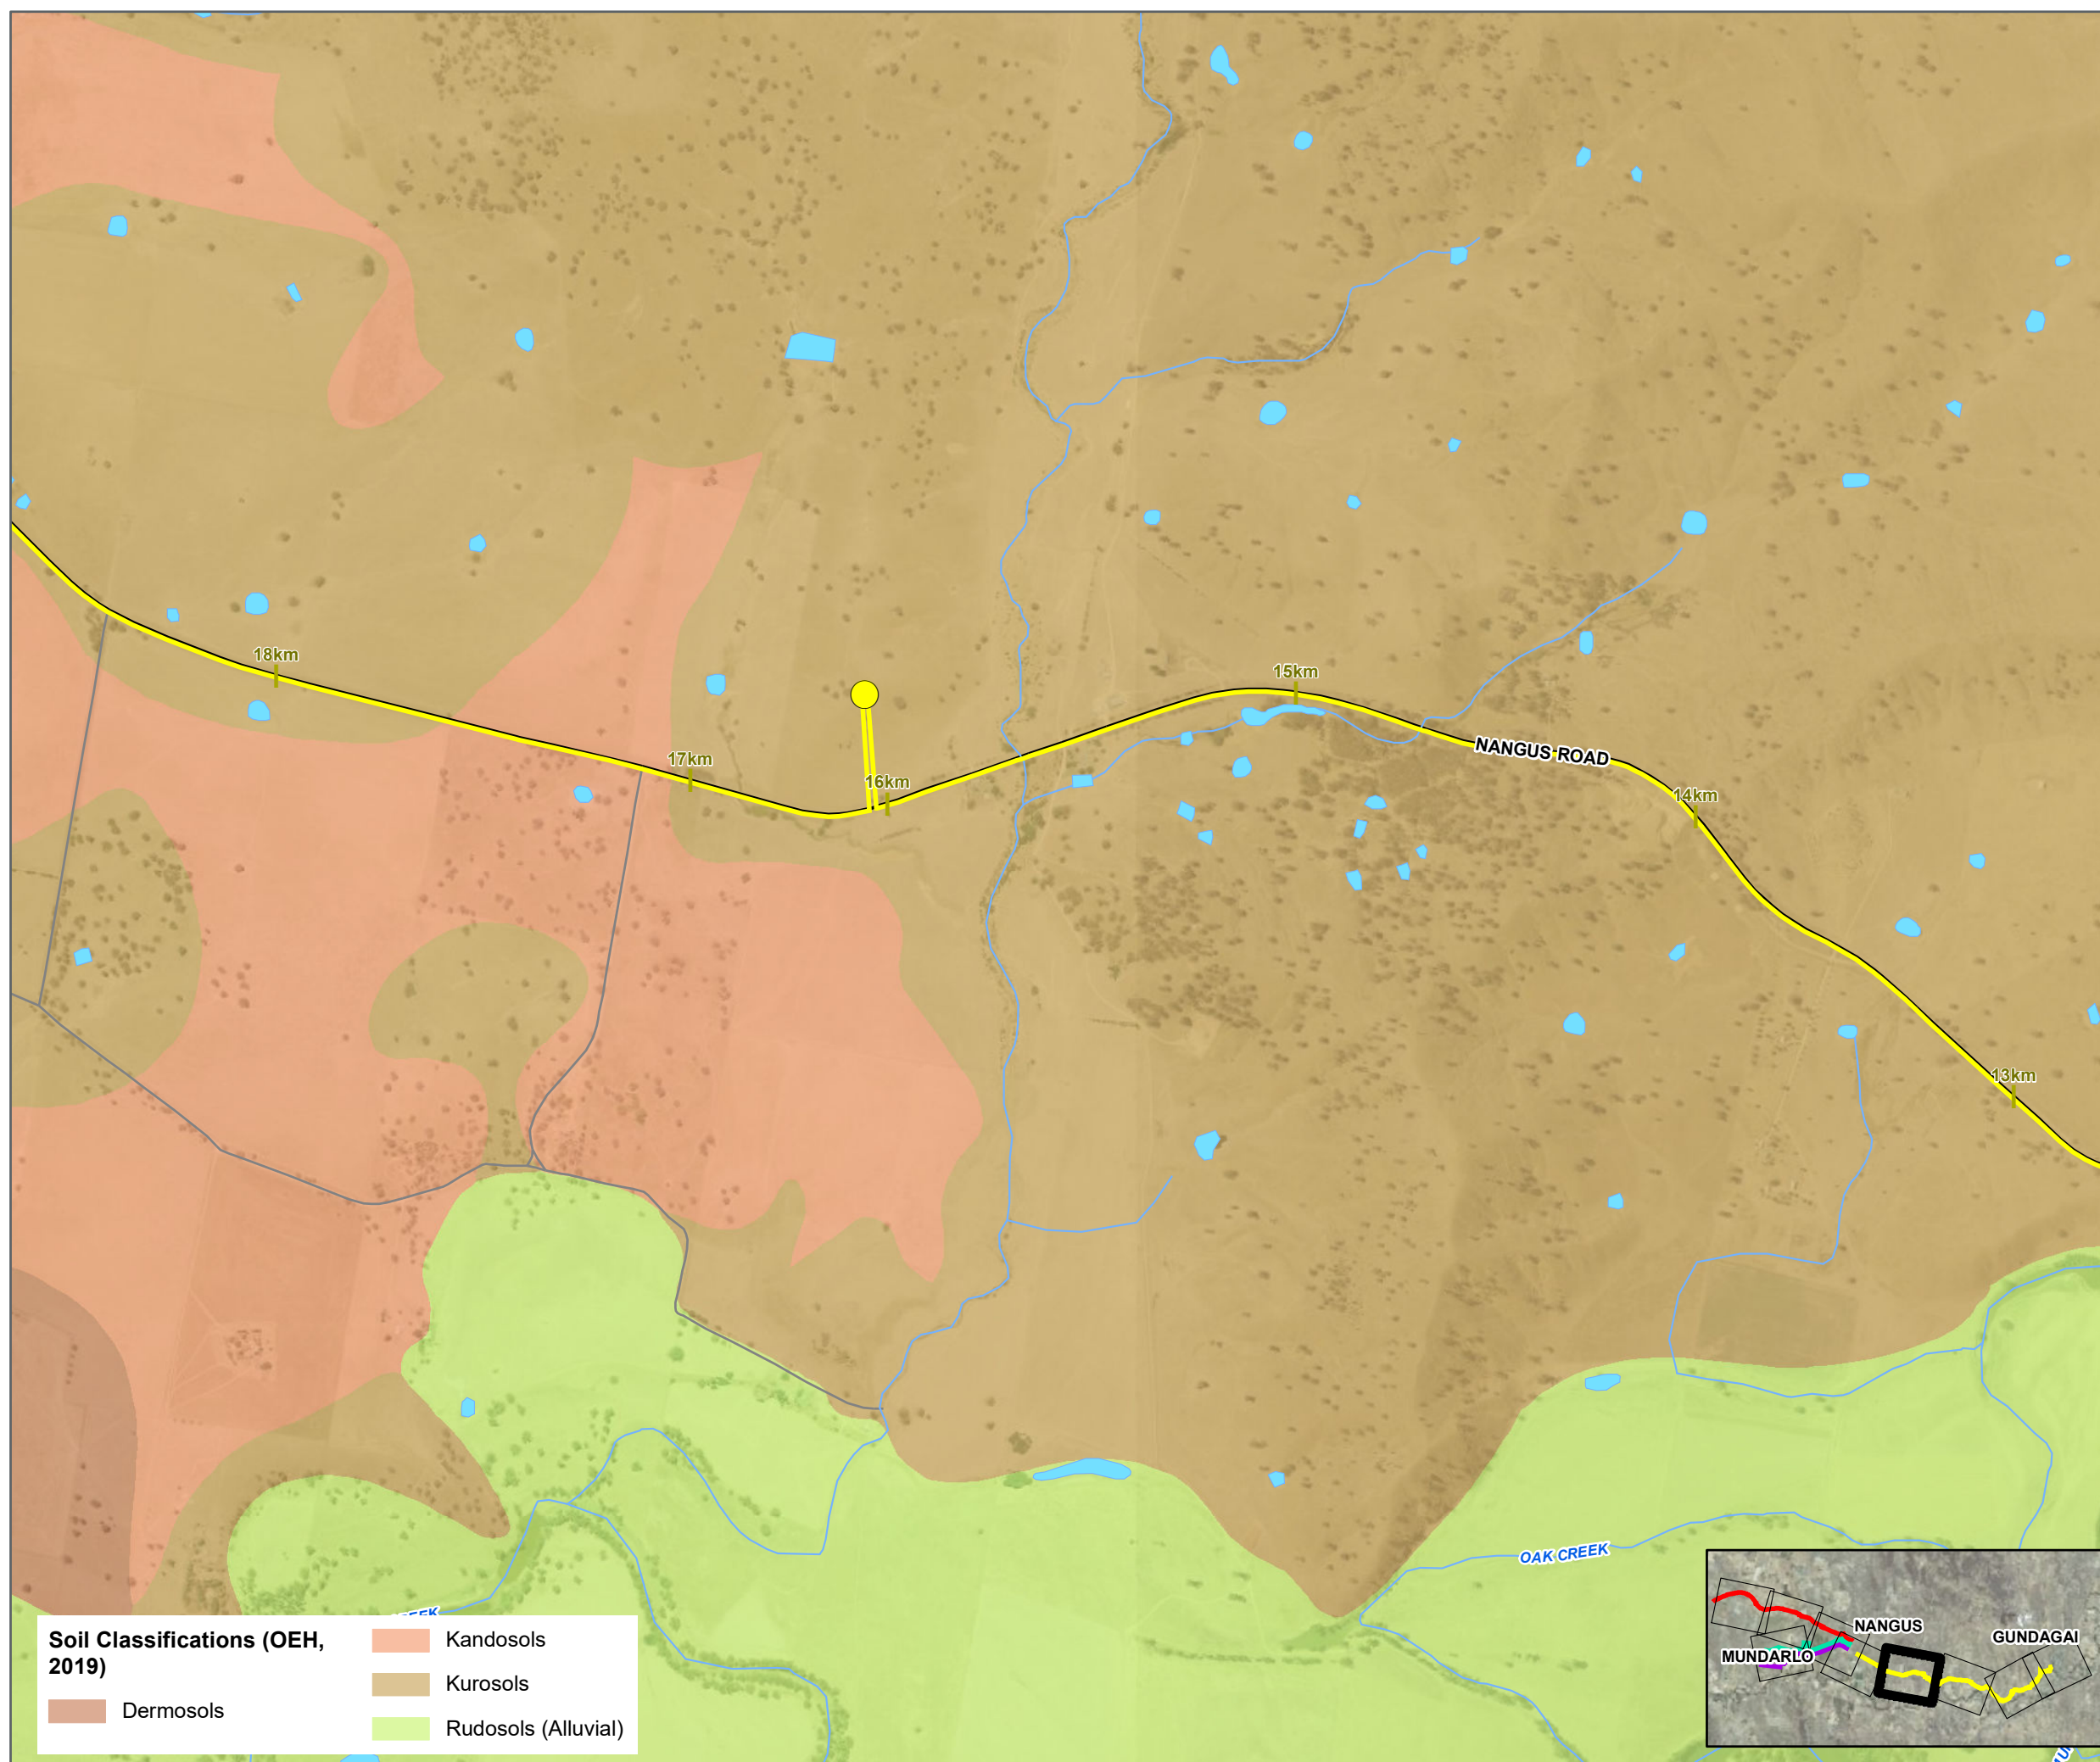 18km
17km
16km
15km
NANGUS ROAD
14km
13km
OAK CREEK
Soil Classifications (OEH,
2019)
Dermosols
Kandosols
Kurosols
Rudosols (Alluvial)
NANGUS
GUNDAGAI
MUNDARLO